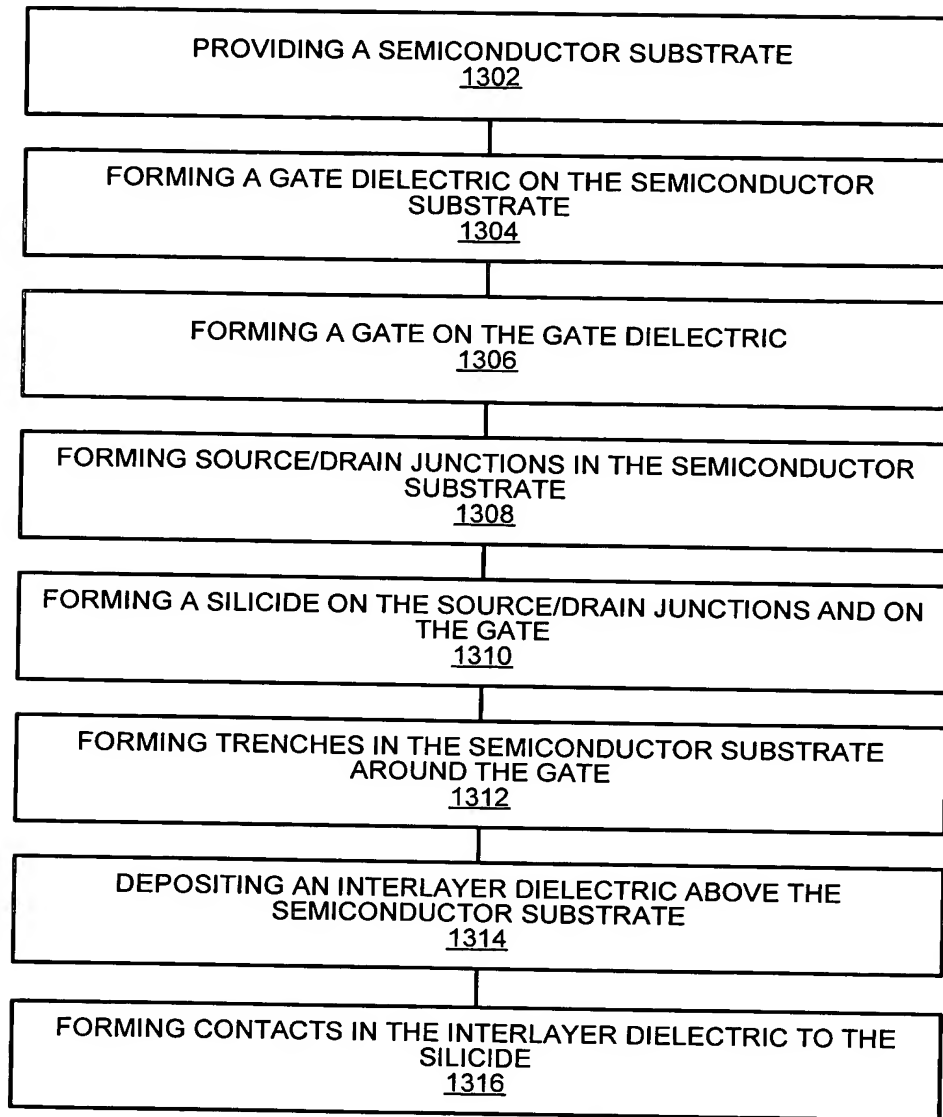 PROVIDING A SEMICONDUCTOR SUBSTRATE
1302
FORMING A GATE DIELECTRIC ON THE SEMICONDUCTOR
SUBSTRATE
1304
FORMING A GATE ON THE GATE DIELECTRIC
1306
FORMING SOURCE/DRAIN JUNCTIONS IN THE SEMICONDUCTOR
SUBSTRATE
1308
FORMING A SILICIDE ON THE SOURCE/DRAIN JUNCTIONS AND ON
THE GATE
1310
FORMING TRENCHES IN THE SEMICONDUCTOR SUBSTRATE
AROUND THE GATE
1312
DEPOSITING AN INTERLAYER DIELECTRIC ABOVE THE
SEMICONDUCTOR SUBSTRATE
1314
FORMING CONTACTS IN THE INTERLAYER DIELECTRIC TO THE
SILICIDE
1316